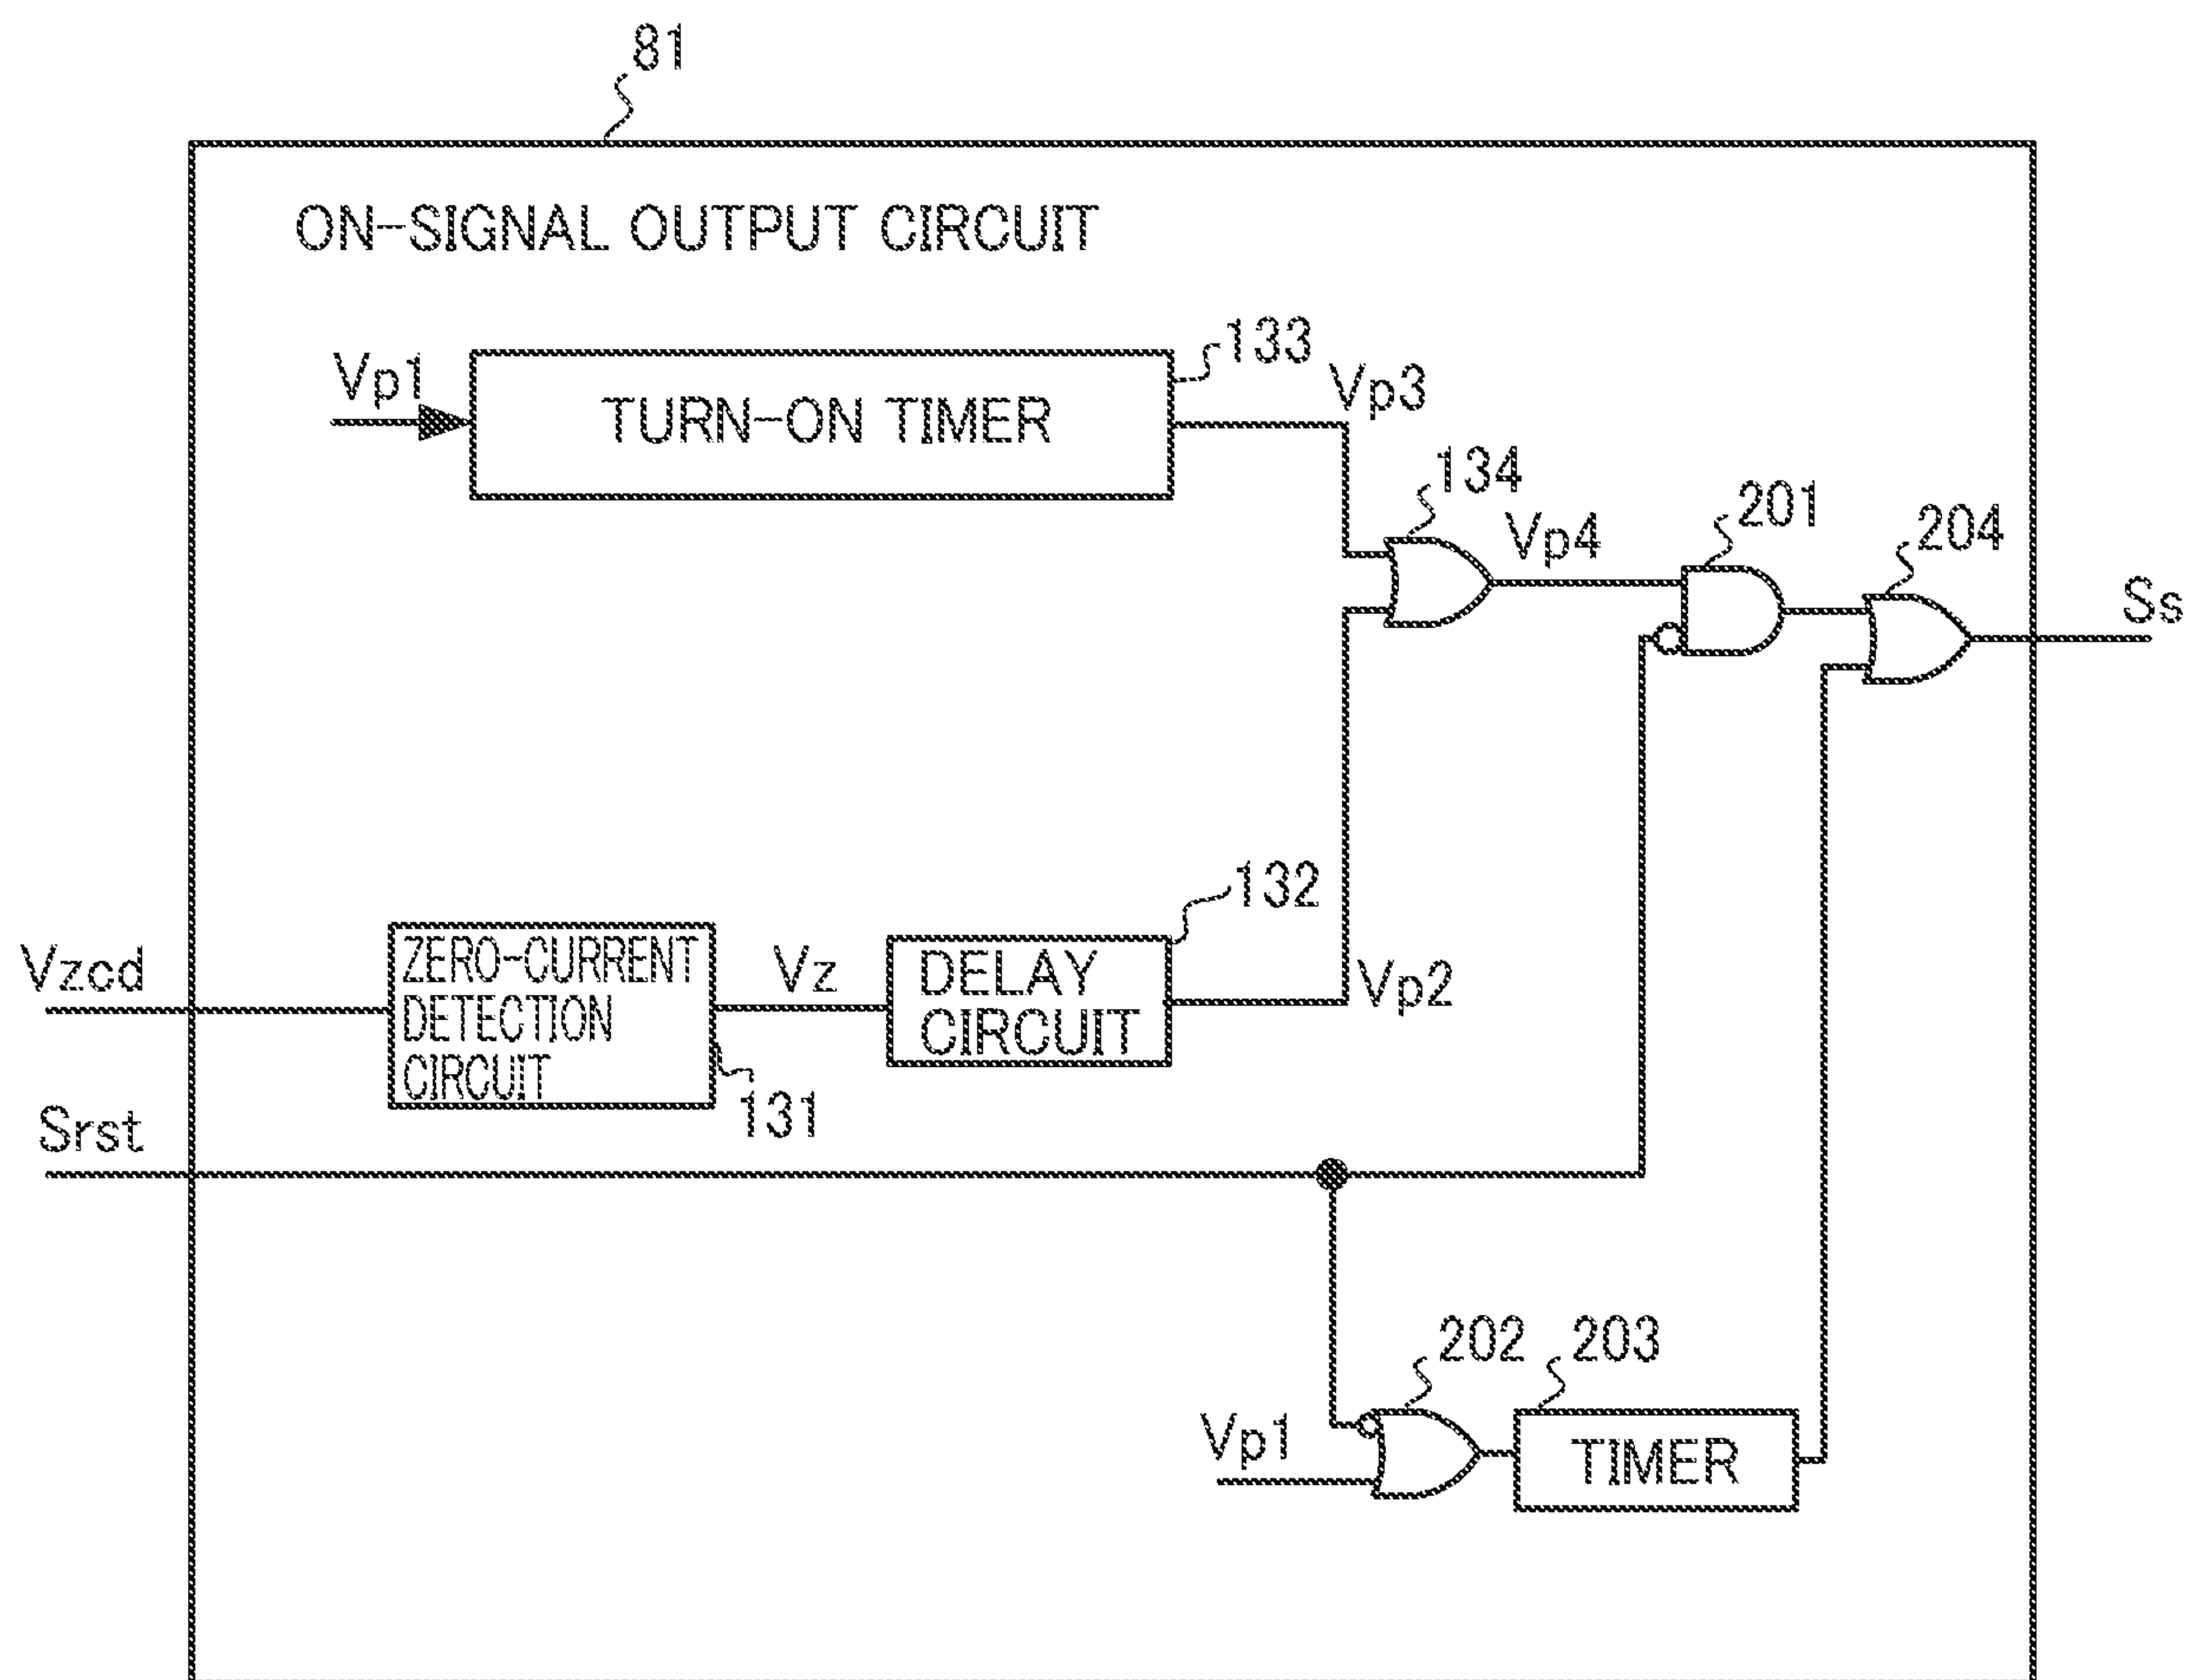 81
ON-SIGNAL OUTPUT CIRCUIT
Vp1
TURN-ON TIMER
133
Vp3
134
Vp4
201
204
Ss
Vzcd
ZERO-CURRENT
DETECTION
CIRCUIT
131
Vz
DELAY
CIRCUIT
132
Vp2
Srst
202
203
Vp1
TIMER